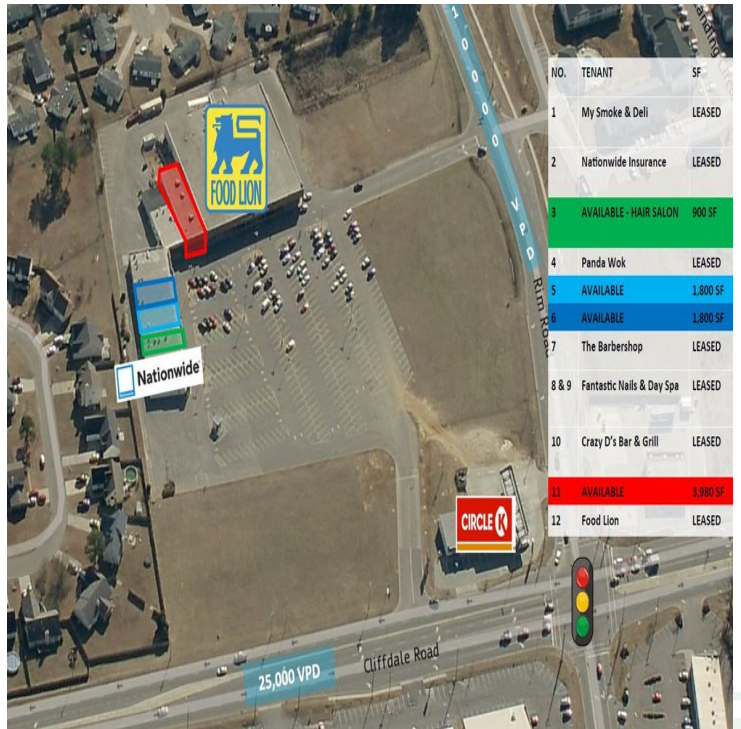 10000 VPD
Rim Road
FOOD LION
Nationwide
CIRCLE K
25,000 VPD
Cliffdale Road
NO. TENANT SF
1 My Smoke & Deli LEASED
2 Nationwide Insurance LEASED
3 AVAILABLE - HAIR SALON 900 SF
4 Panda Wok LEASED
5 AVAILABLE 1,800 SF
6 AVAILABLE 1,800 SF
7 The Barbershop LEASED
8 & 9 Fantastic Nails & Day Spa LEASED
10 Crazy D's Bar & Grill LEASED
11 AVAILABLE 3,980 SF
12 Food Lion LEASED